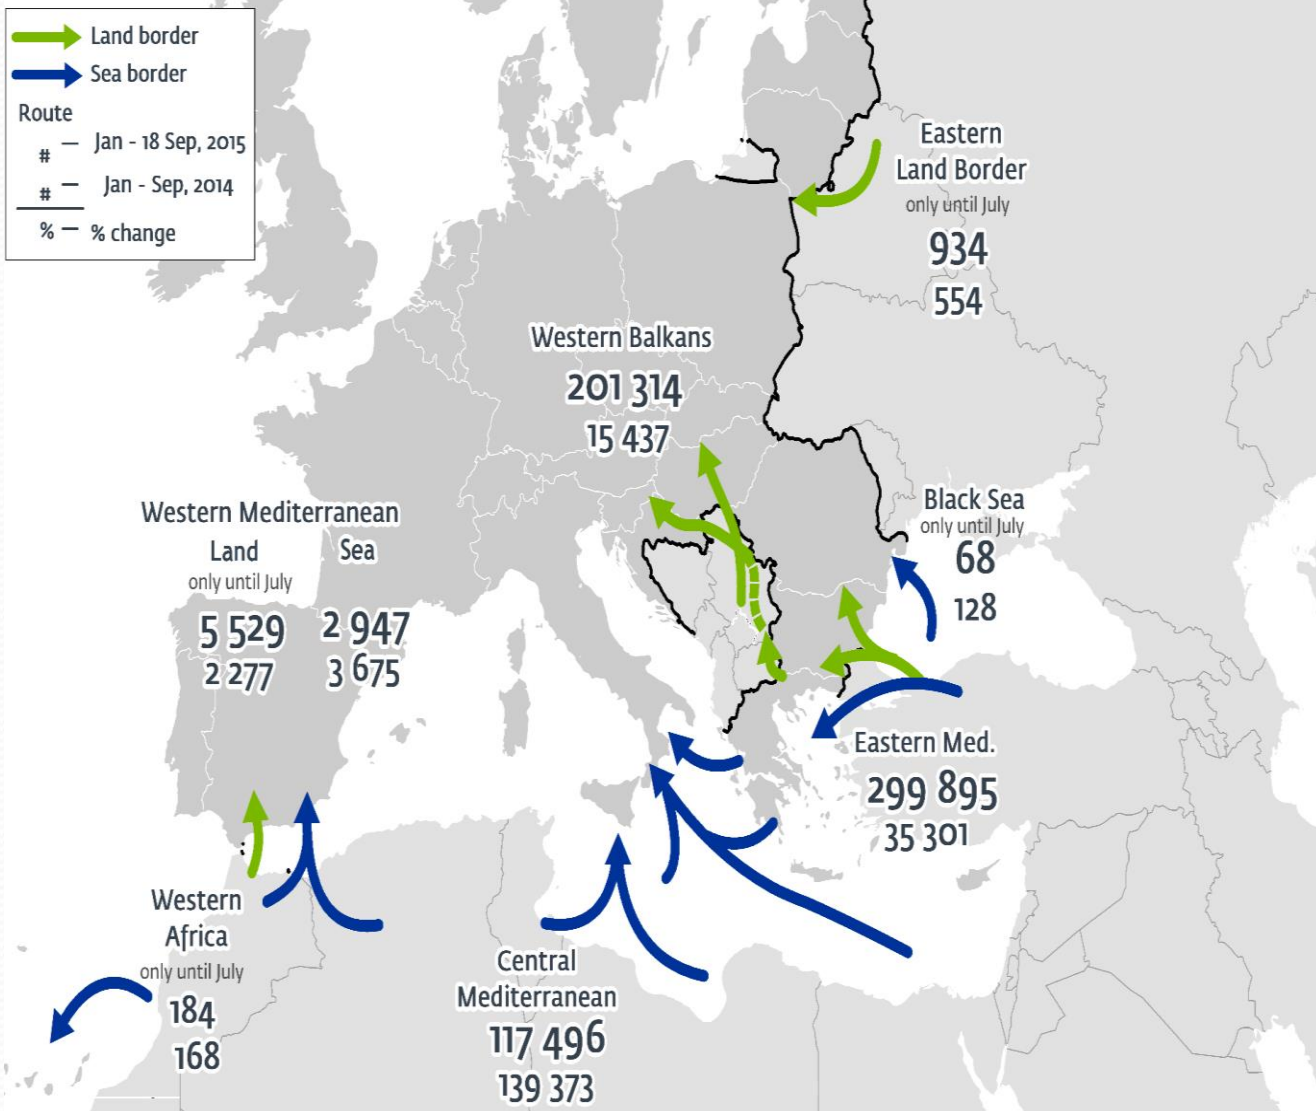 Land border
Sea border
Route
# — Jan - 18 Sep, 2015
# — Jan - Sep, 2014
% — % change
Eastern
Land Border
only until July
934
554
Western Balkans
201 314
15 437
Black Sea
only until July
68
128
Western Mediterranean
Land
only until July
5 529
2 277
Sea
2 947
3 675
Eastern Med.
299 895
35 301
Western
Africa
only until July
184
168
Central
Mediterranean
117 496
139 373